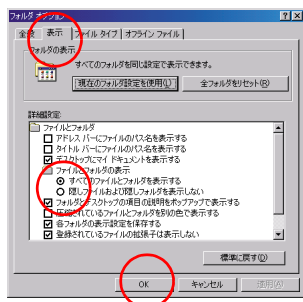 フォルダ オプション
全般 表示 ファイル タイプ オフライン ファイル
フォルダの表示
すべてのフォルダを同じ設定で表示できます。
現在のフォルダ設定を使用(L) 全フォルダをリセット(R)
詳細設定:
ファイルとフォルダ
アドレス バーにファイルのパス名を表示する
タイトル バーにファイルのパス名を表示する
デスクトップにマイ ドキュメントを表示する
ファイルとフォルダの表示
すべてのファイルとフォルダを表示する
隠しファイルおよび隠しフォルダを表示しない
フォルダとデスクトップの項目の説明をポップアップで表示する
圧縮されているファイルとフォルダを別の色で表示する
各フォルダの表示設定を保存する
登録されているファイルの拡張子は表示しない
標準に戻す(D)
OK キャンセル 適用(A)